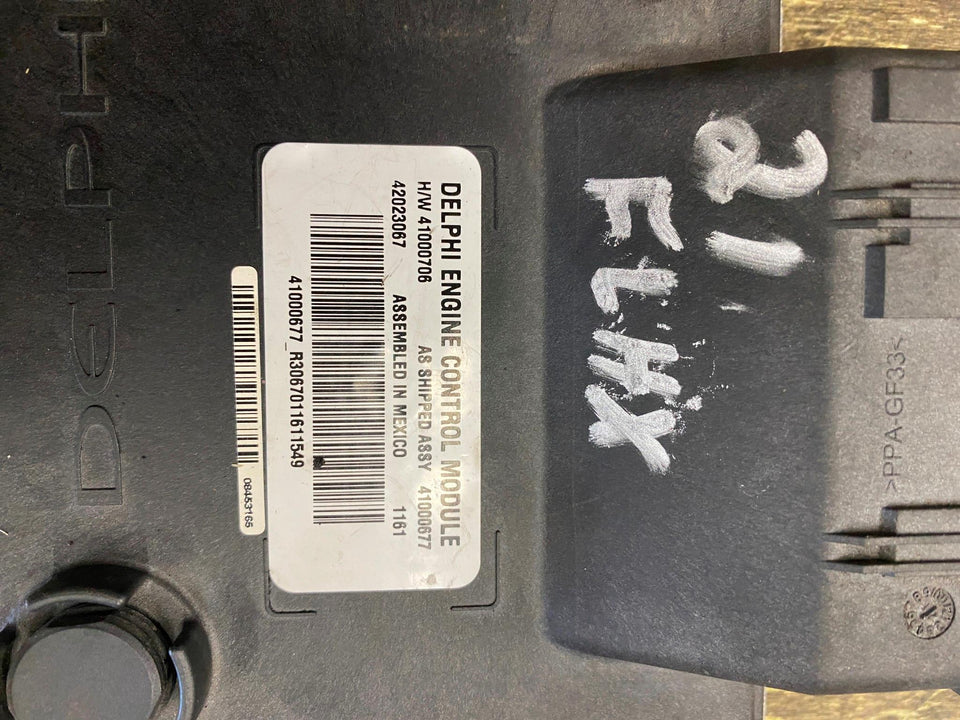 DELPHI
DELPHI ENGINE CONTROL MODULE
H/W 41000706 AS SHIPPED ASSY 41000677
42023067 ASSEMBLED IN MEXICO 1161
41000677_R3067011611549
08453165
21
FLHX
>PPA-GF33<